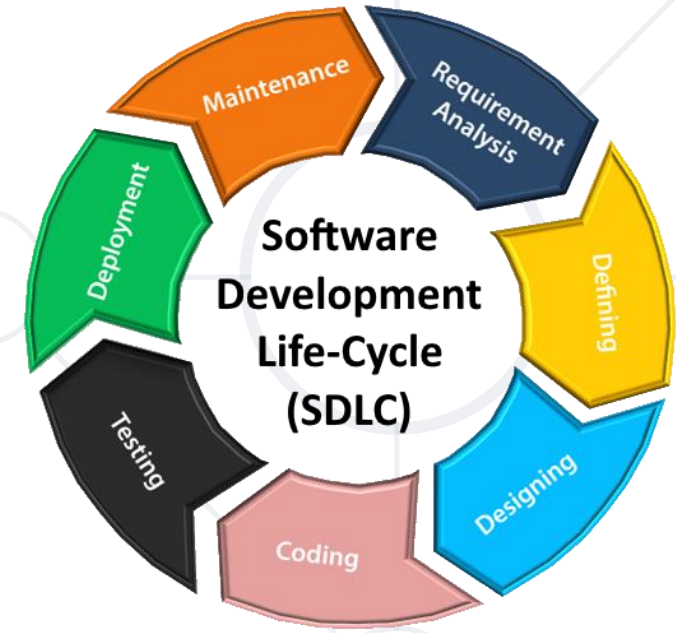 Software
Development
Life-Cycle
(SDLC)
Requirement
Analysis
Defining
Designing
Coding
Testing
Deployment
Maintenance